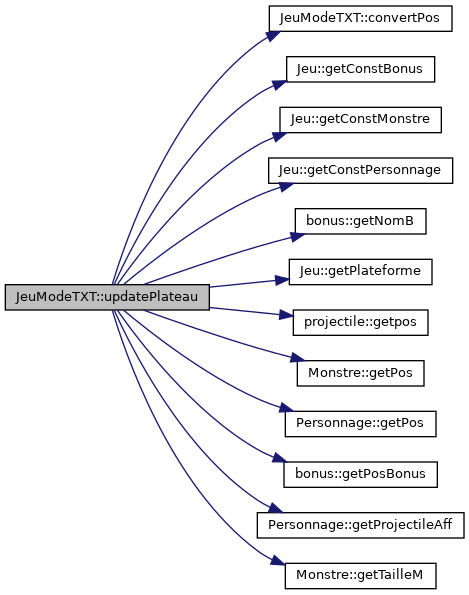 JeuModeTXT::convertPos
Jeu::getConstBonus
Jeu::getConstMonstre
Jeu::getConstPersonnage
bonus::getNomB
Jeu::getPlateforme
JeuModeTXT::updatePlateau
projectile::getpos
Monstre::getPos
Personnage::getPos
bonus::getPosBonus
Personnage::getProjectileAff
Monstre::getTailleM